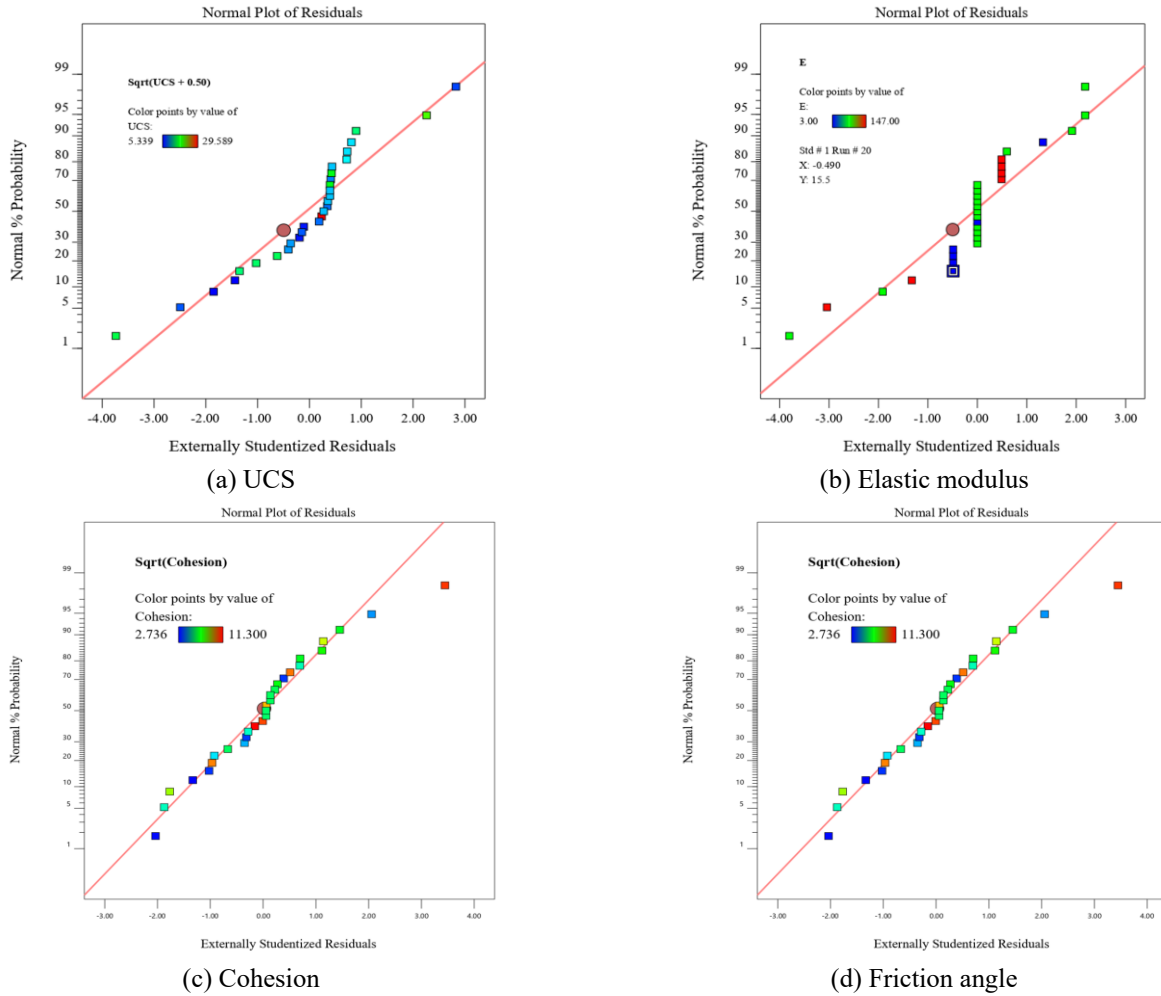 Normal Plot of Residuals
Sqrt(UCS + 0.50)
Color points by value of
UCS:
5.339 29.589
Normal % Probability
99
95
90
80
70
50
30
20
10
5
1
-4.00 -3.00 -2.00 -1.00 0.00 1.00 2.00 3.00
Externally Studentized Residuals
(a) UCS
Normal Plot of Residuals
E
Color points by value of
E:
3.00 147.00
Std # 1 Run # 20
X: -0.490
Y: 15.5
Normal % Probability
99
95
90
80
70
50
30
20
10
5
1
-4.00 -3.00 -2.00 -1.00 0.00 1.00 2.00 3.00
Externally Studentized Residuals
(b) Elastic modulus
Normal Plot of Residuals
Sqrt(Cohesion)
Color points by value of
Cohesion:
2.736 11.300
Normal % Probability
99
95
90
80
70
50
30
20
10
5
1
-3.00 -2.00 -1.00 0.00 1.00 2.00 3.00 4.00
Externally Studentized Residuals
(c) Cohesion
Normal Plot of Residuals
Sqrt(Cohesion)
Color points by value of
Cohesion:
2.736 11.300
Normal % Probability
99
95
90
80
70
50
30
20
10
5
1
-3.00 -2.00 -1.00 0.00 1.00 2.00 3.00 4.00
Externally Studentized Residuals
(d) Friction angle